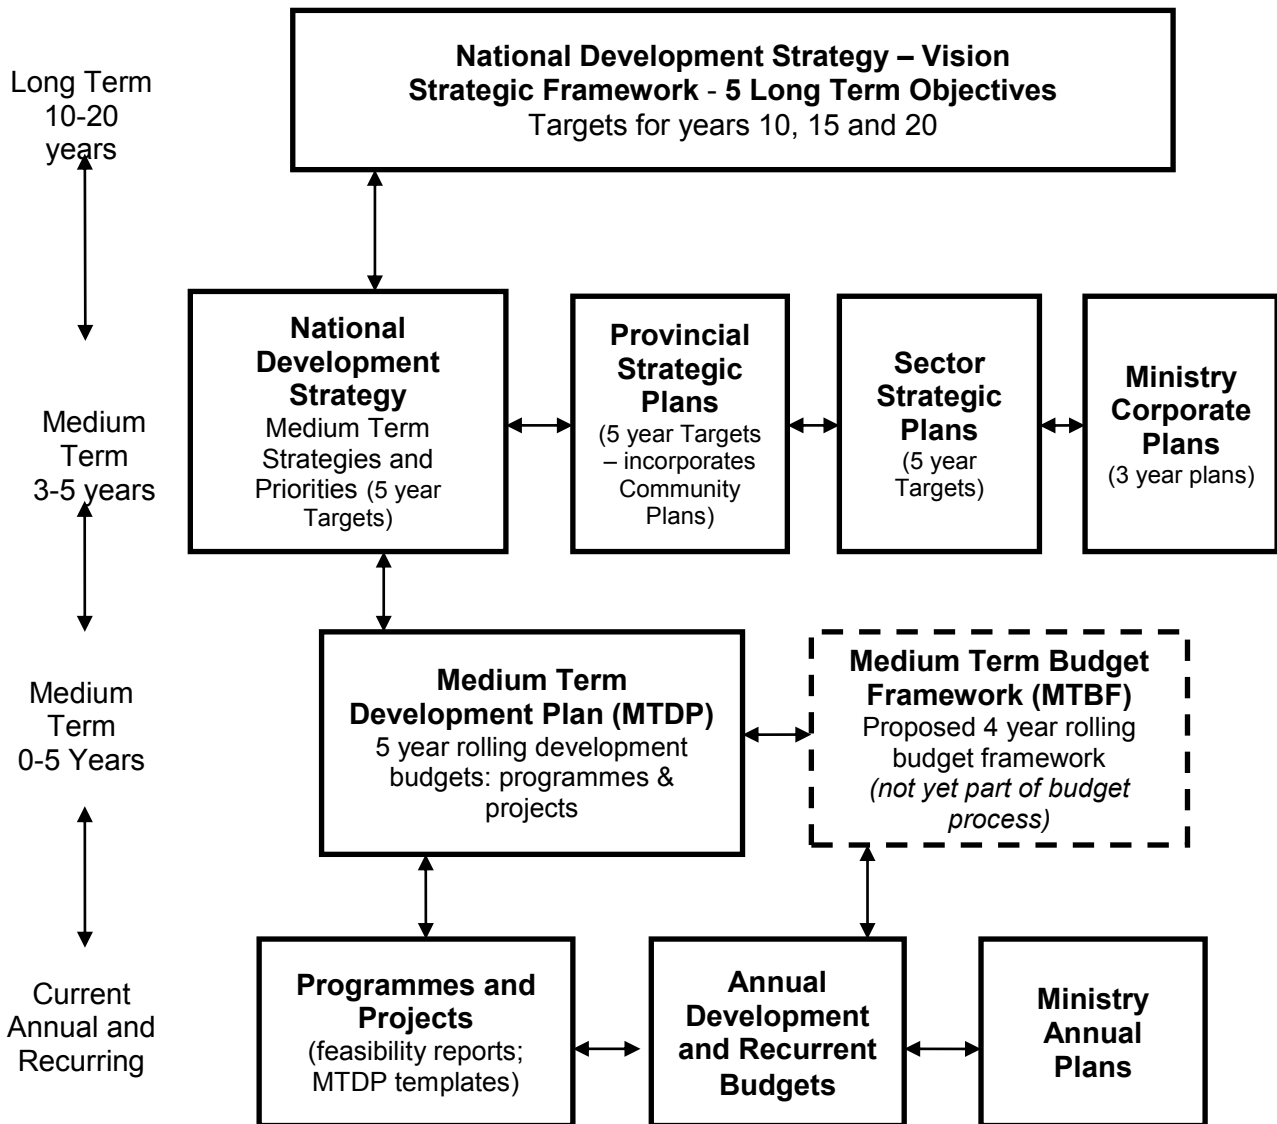 National Development Strategy – Vision
Strategic Framework - 5 Long Term Objectives
Targets for years 10, 15 and 20
Long Term
10-20
years
National
Development
Strategy
Medium Term
Strategies and
Priorities (5 year
Targets)
Provincial
Strategic
Plans
(5 year Targets
– incorporates
Community
Plans)
Sector
Strategic
Plans
(5 year
Targets)
Ministry
Corporate
Plans
(3 year plans)
Medium
Term
3-5 years
Medium Term
Development Plan (MTDP)
5 year rolling development
budgets: programmes &
projects
Medium Term Budget
Framework (MTBF)
Proposed 4 year rolling
budget framework
(not yet part of budget
process)
Medium
Term
0-5 Years
Programmes and
Projects
(feasibility reports;
MTDP templates)
Annual
Development
and Recurrent
Budgets
Ministry
Annual
Plans
Current
Annual and
Recurring